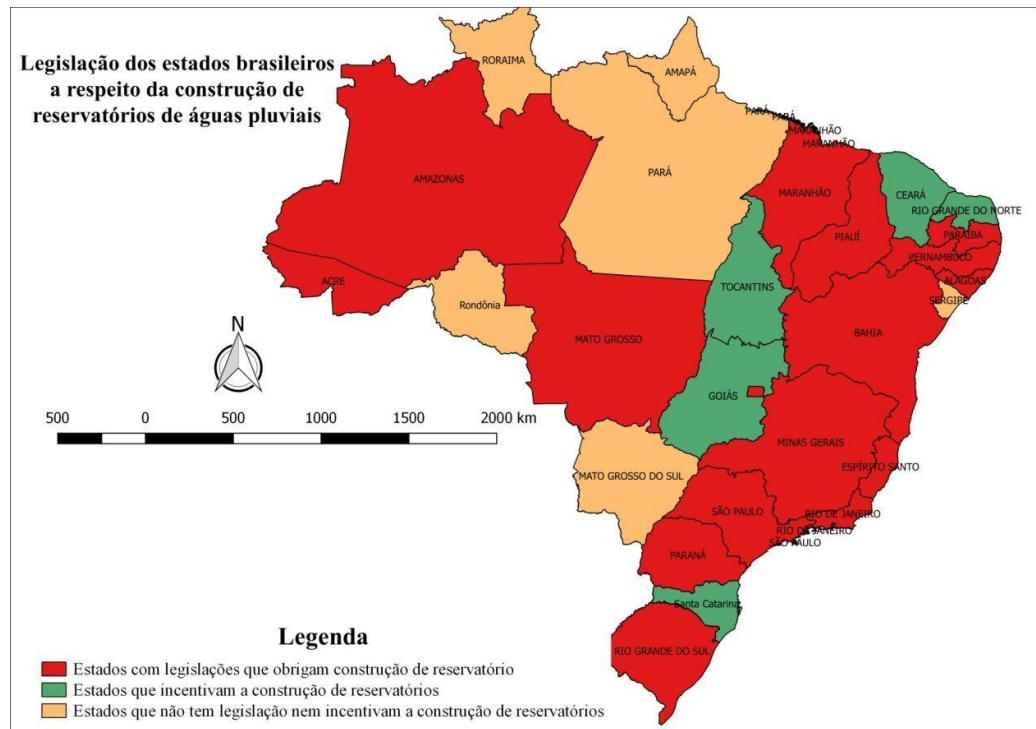 Legislação dos estados brasileiros
a respeito da construção de
reservatórios de águas pluviais
RORAIMA
AMAPÁ
PARÁ
PARÁ
MARANHÃO
MARANHÃO
AMAZONAS
PARÁ
MARANHÃO
CEARÁ
RIO GRANDE DO NORTE
PIAUÍ
PARAÍBA
PERNAMBUCO
ACRE
ALAGOAS
TOCANTINS
SERGIPE
Rondônia
BAHIA
N
MATO GROSSO
GOIÁS
500 0 500 1000 1500 2000 km
MINAS GERAIS
ESPÍRITO SANTO
MATO GROSSO DO SUL
SÃO PAULO
RIO DE JANEIRO
RIO DE JANEIRO
SÃO PAULO
PARANÁ
Santa Catarina
RIO GRANDE DO SUL
Legenda
Estados com legislações que obrigam construção de reservatório
Estados que incentivam a construção de reservatórios
Estados que não tem legislação nem incentivam a construção de reservatórios